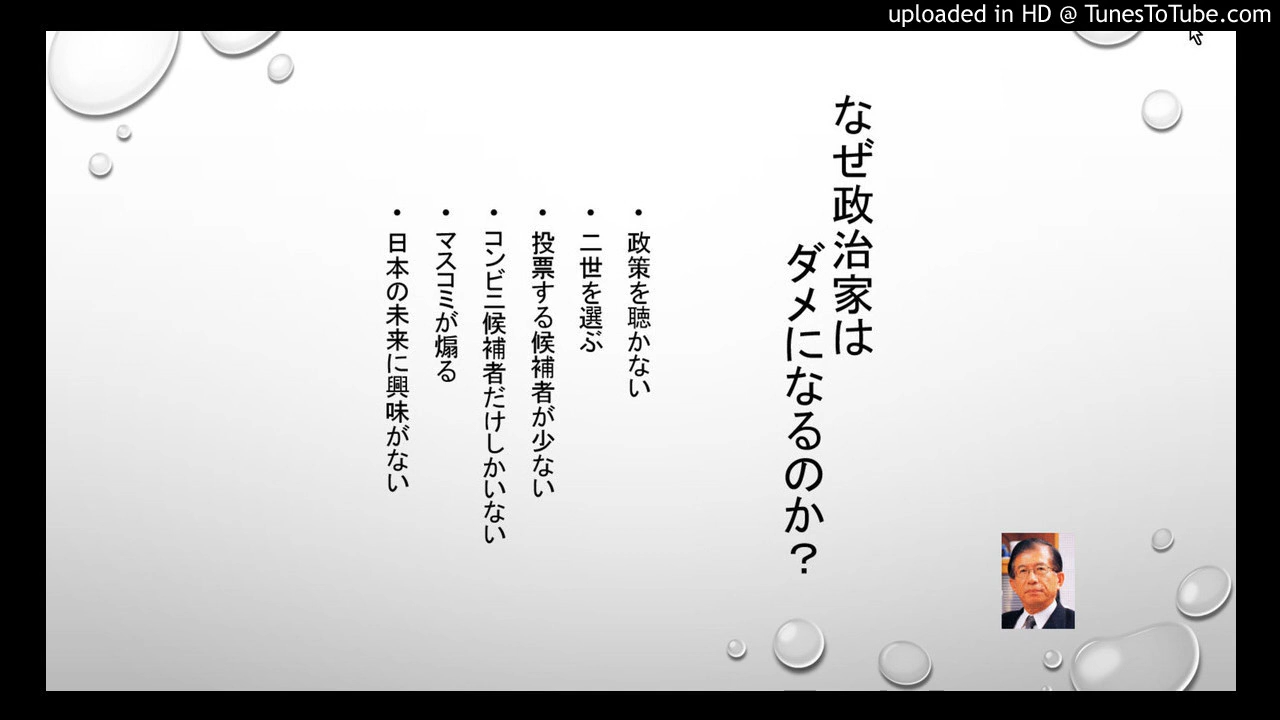 uploaded in HD @ TunesToTube.com
なぜ政治家は
ダメになるのか？
・政策を聴かない
・二世を選ぶ
・投票する候補者が少ない
・コンビニ候補者だけしかいない
・マスコミが煽る
・日本の未来に興味がない